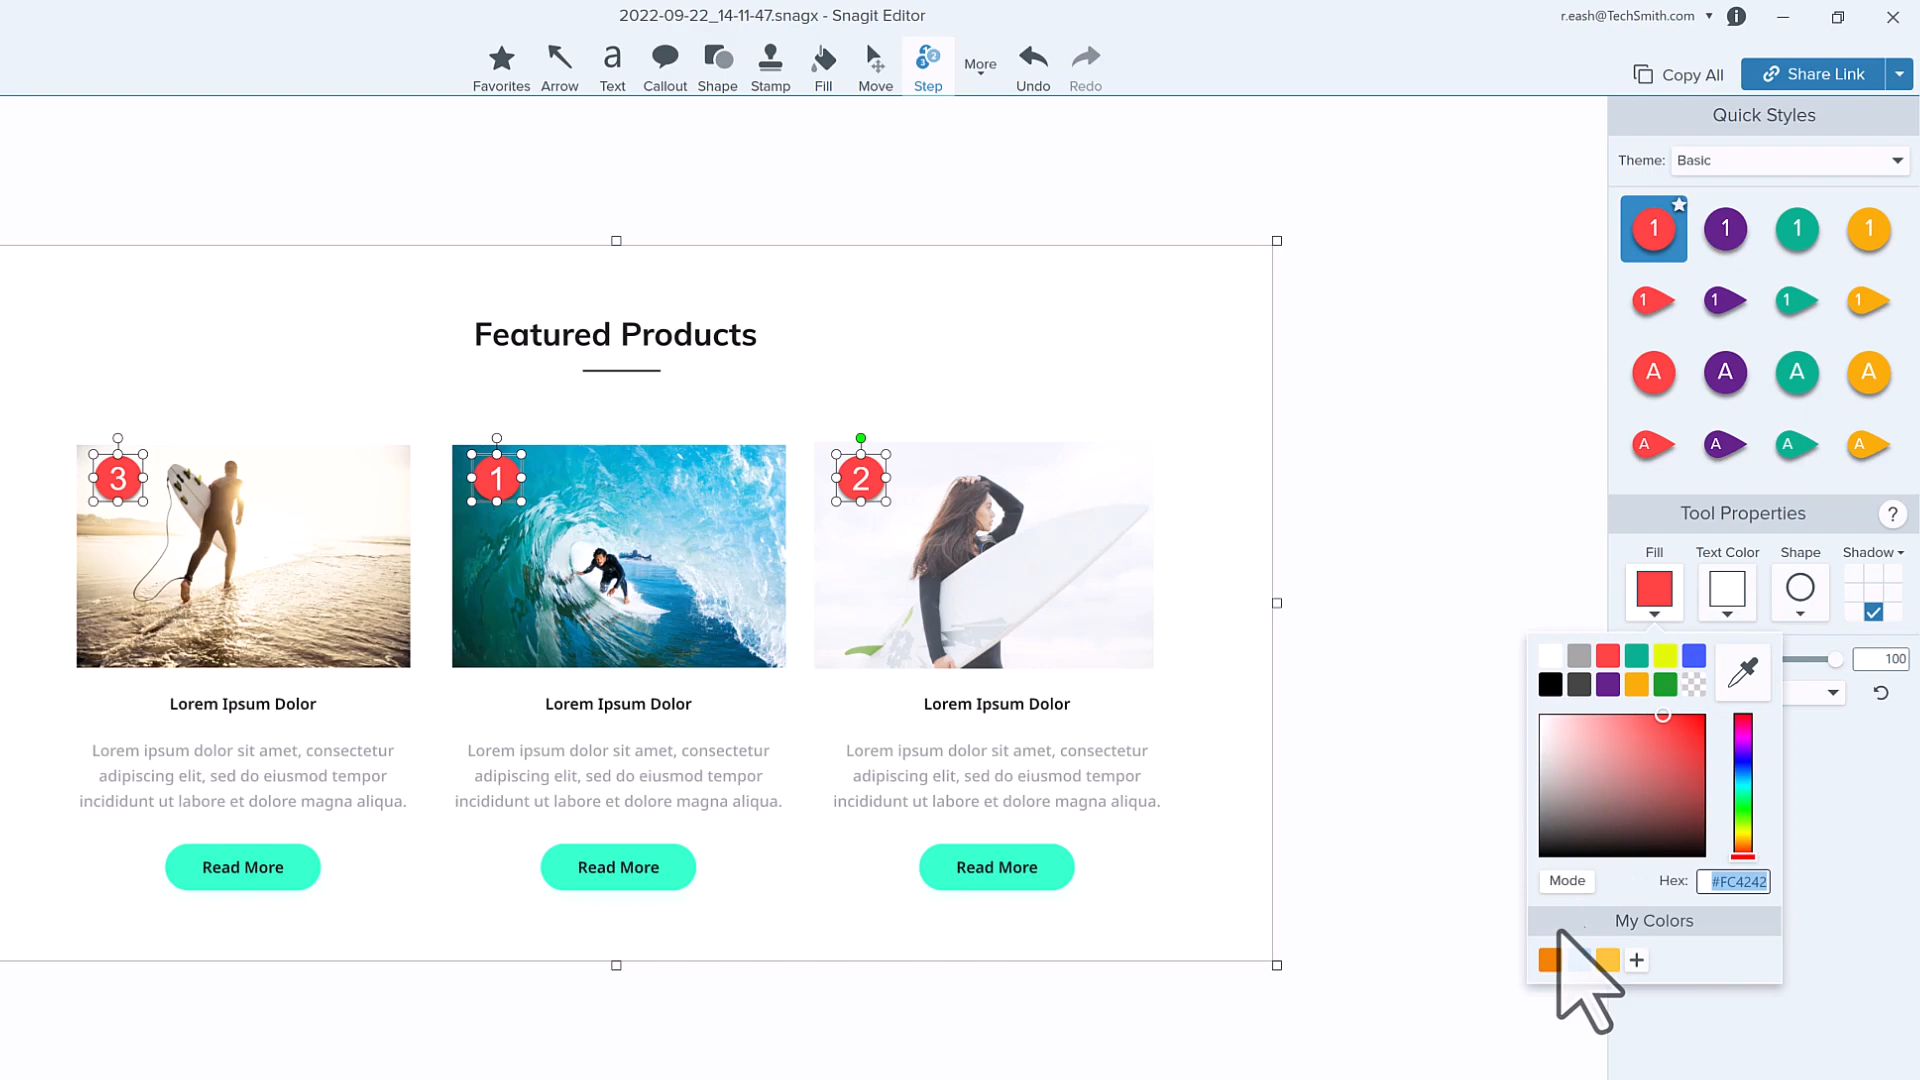 2022-09-22_14-11-47.snagx - Snagit Editor
r.eash@TechSmith.com
Favorites
Arrow
a
Text
Callout
Shape
Stamp
Fill
Move
3 2
Step
More
Undo
Redo
Copy All
Share Link
Quick Styles
Theme: Basic
1 1 1 1
1 1 1 1
A A A A
A A A A
Tool Properties ?
Fill Text Color Shape Shadow
100
Mode Hex: #FC4242
My Colors
Featured Products
3
1
2
Lorem Ipsum Dolor
Lorem ipsum dolor sit amet, consectetur
adipiscing elit, sed do eiusmod tempor
incididunt ut labore et dolore magna aliqua.
Read More
Lorem Ipsum Dolor
Lorem ipsum dolor sit amet, consectetur
adipiscing elit, sed do eiusmod tempor
incididunt ut labore et dolore magna aliqua.
Read More
Lorem Ipsum Dolor
Lorem ipsum dolor sit amet, consectetur
adipiscing elit, sed do eiusmod tempor
incididunt ut labore et dolore magna aliqua.
Read More